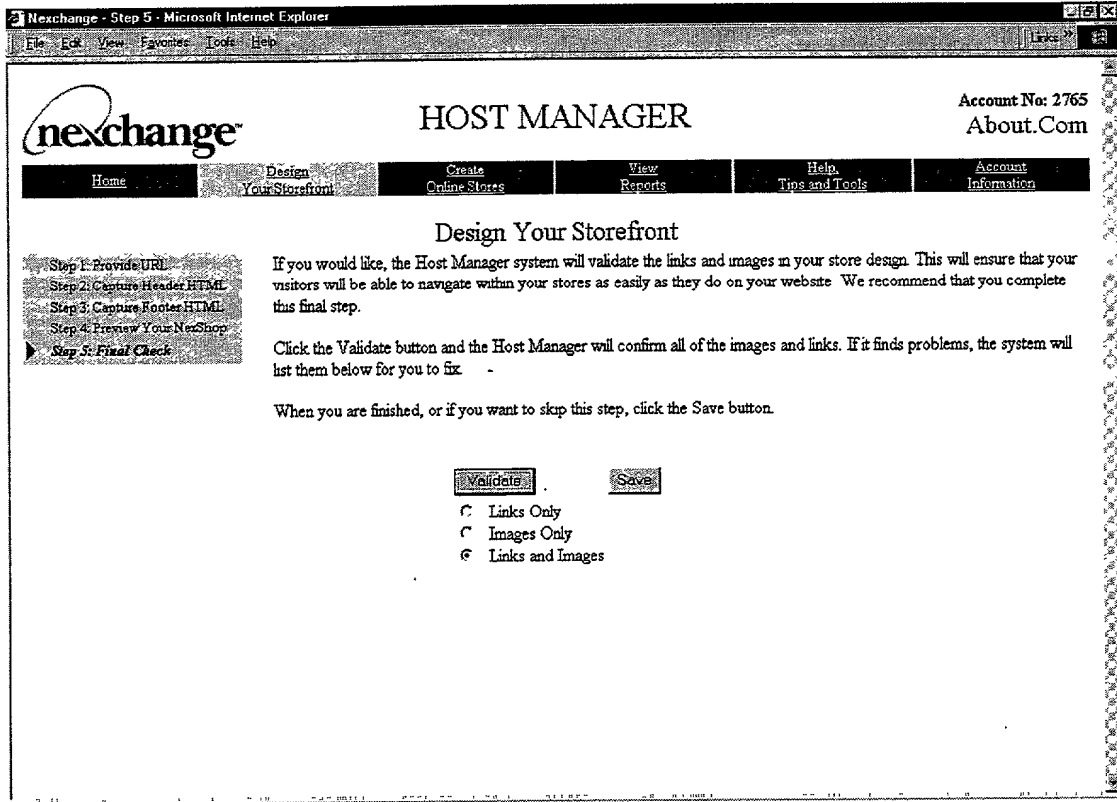 Nexchange - Step 5 - Microsoft Internet Explorer
File Edit View Favorites Tools Help
Links »
nexchange™
HOST MANAGER
Account No: 2765
About.Com
Home
Design
Your Storefront
Create
Online Stores
View
Reports
Help,
Tips and Tools
Account
Information
Design Your Storefront
Step 1: Provide URL
Step 2: Capture Header HTML
Step 3: Capture Footer HTML
Step 4: Preview Your NexShop
Step 5: Final Check
If you would like, the Host Manager system will validate the links and images in your store design. This will ensure that your
visitors will be able to navigate within your stores as easily as they do on your website We recommend that you complete
this final step.
Click the Validate button and the Host Manager will confirm all of the images and links. If it finds problems, the system will
list them below for you to fix
When you are finished, or if you want to skip this step, click the Save button.
Validate
Save
Links Only
Images Only
Links and Images